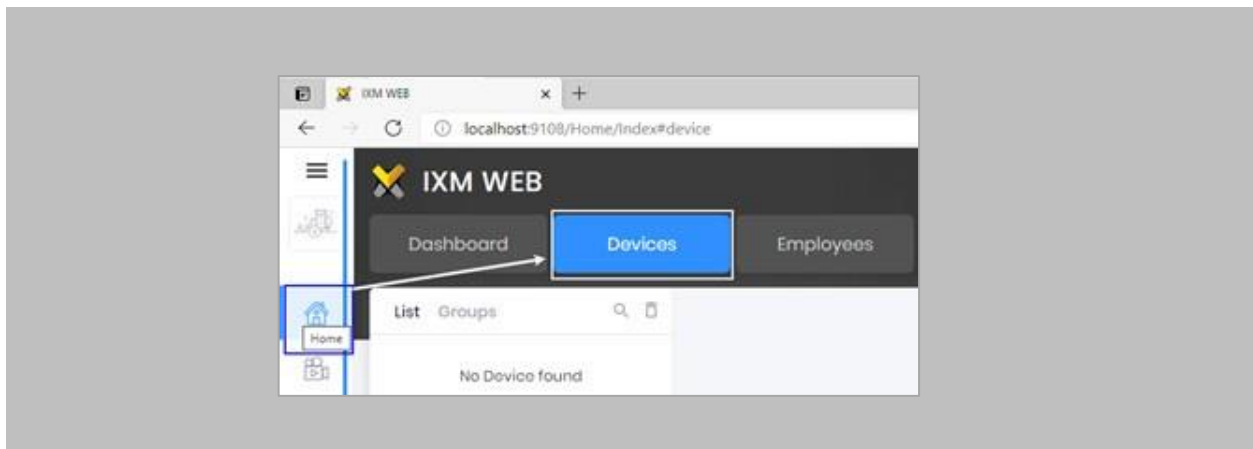 IXM WEB
localhost:9108/Home/Index#device
IXM WEB
Dashboard Devices Employees
List Groups
Home
No Device found